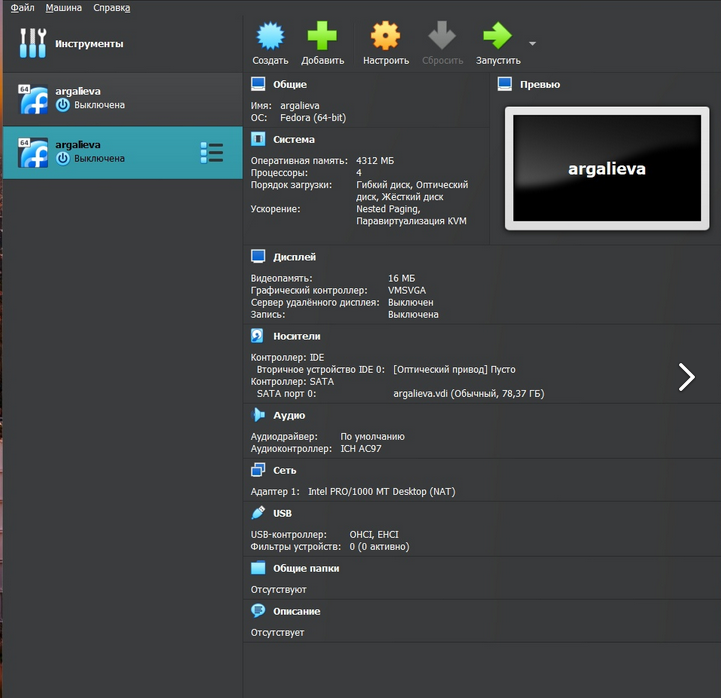 Файл Машина Справка
Инструменты
Создать Добавить Настроить Сбросить Запустить
64
argalieva
Выключена
64
argalieva
Выключена
Общие
Имя: argalieva
ОС: Fedora (64-bit)
Система
Оперативная память: 4312 МБ
Процессоры: 4
Порядок загрузки: Гибкий диск, Оптический
диск, Жёсткий диск
Ускорение: Nested Paging,
Паравиртуализация KVM
Превью
argalieva
Дисплей
Видеопамять: 16 МБ
Графический контроллер: VMSVGA
Сервер удалённого дисплея: Выключен
Запись: Выключена
Носители
Контроллер: IDE
Вторичное устройство IDE 0: [Оптический привод] Пусто
Контроллер: SATA
SATA порт 0: argalieva.vdi (Обычный, 78,37 ГБ)
Аудио
Аудиодрайвер: По умолчанию
Аудиоконтроллер: ICH AC97
Сеть
Адаптер 1: Intel PRO/1000 MT Desktop (NAT)
USB
USB-контроллер: OHCI, EHCI
Фильтры устройств: 0 (0 активно)
Общие папки
Отсутствуют
Описание
Отсутствует